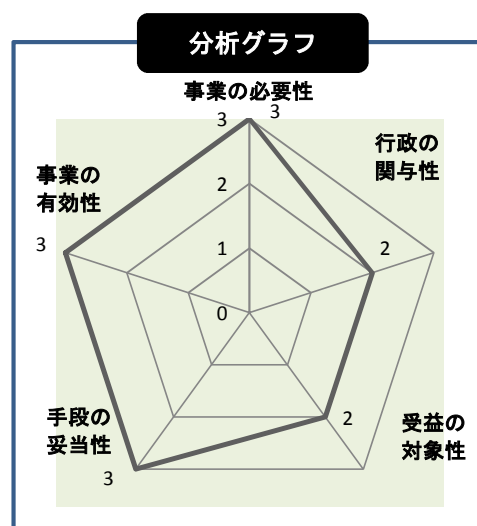 分析グラフ
事業の必要性
3
3
行政の
関与性
事業の
有効性
2
3
2
1
0
手段の
妥当性
2
受益の
対象性
3